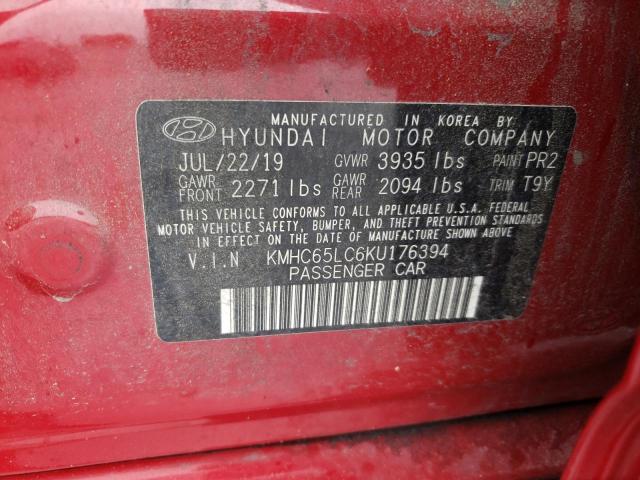 MANUFACTURED IN KOREA BY
HYUNDAI MOTOR COMPANY
JUL/22/19 GVWR 3935 lbs PAINT PR2
GAWR FRONT 2271 lbs GAWR REAR 2094 lbs TRIM T9Y
THIS VEHICLE CONFORMS TO ALL APPLICABLE U.S.A. FEDERAL
MOTOR VEHICLE SAFETY, BUMPER, AND THEFT PREVENTION STANDARDS
IN EFFECT ON THE DATE OF MANUFACTURE SHOWN ABOVE.
V.I.N KMHC65LC6KU176394
PASSENGER CAR